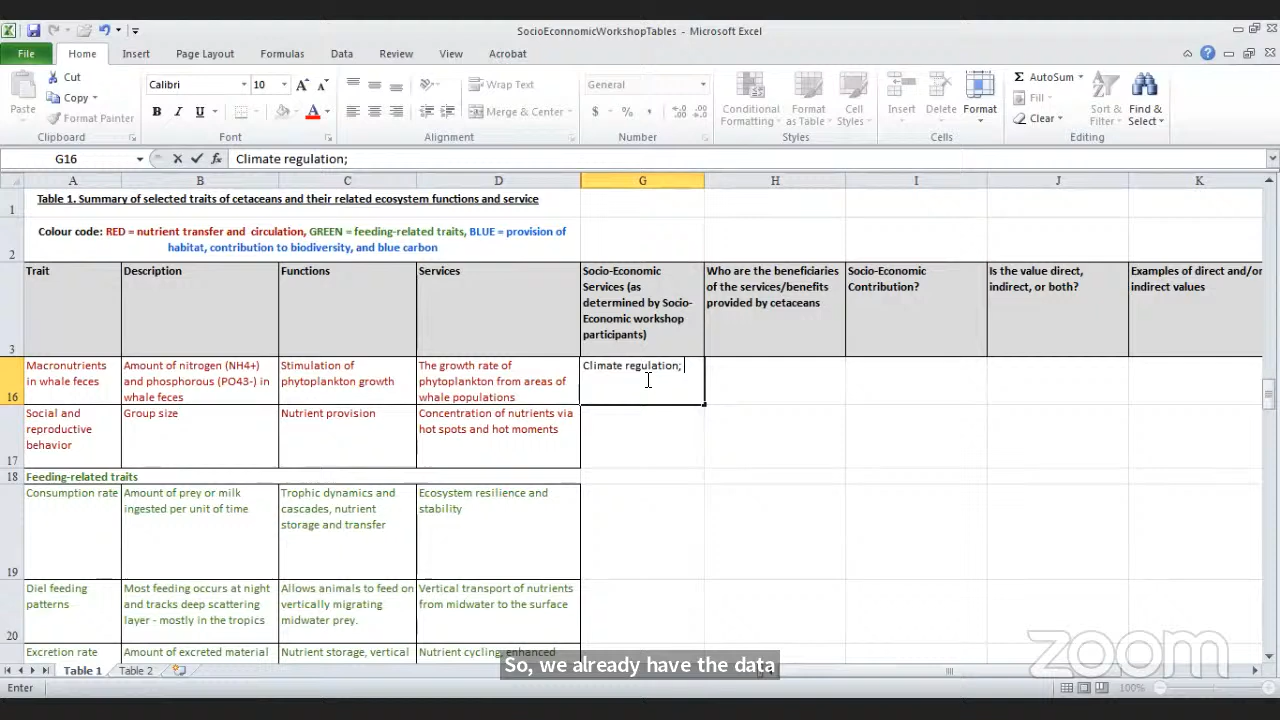 SocioEconnomicWorkshopTables - Microsoft Excel
File Home Insert Page Layout Formulas Data Review View Acrobat
Paste
Cut
Copy
Format Painter
Clipboard
Calibri 10
B I U
Font
Wrap Text
Merge & Center
Alignment
General
$ %
Number
Conditional Formatting
Format as Table
Cell Styles
Styles
Insert
Delete
Format
Cells
AutoSum
Fill
Clear
Sort & Filter
Find & Select
Editing
G16 fx Climate regulation;
A B C D G H I J K
1 Table 1. Summary of selected traits of cetaceans and their related ecosystem functions and service
Colour code: RED = nutrient transfer and circulation, GREEN = feeding-related traits, BLUE = provision of
2 habitat, contribution to biodiversity, and blue carbon
3
Trait
Description
Functions
Services
Socio-Economic
Services (as
determined by Socio-
Economic workshop
participants)
Who are the beneficiaries
of the services/benefits
provided by cetaceans
Socio-Economic
Contribution?
Is the value direct,
indirect, or both?
Examples of direct and/or
indirect values
16
Macronutrients
in whale feces
Amount of nitrogen (NH4+)
and phosphorous (PO43-) in
whale feces
Stimulation of
phytoplankton growth
The growth rate of
phytoplankton from areas of
whale populations
Climate regulation;
17
Social and
reproductive
behavior
Group size
Nutrient provision
Concentration of nutrients via
hot spots and hot moments
18 Feeding-related traits
19
Consumption rate
Amount of prey or milk
ingested per unit of time
Trophic dynamics and
cascades, nutrient
storage and transfer
Ecosystem resilience and
stability
20
Diel feeding
patterns
Most feeding occurs at night
and tracks deep scattering
layer - mostly in the tropics
Allows animals to feed on
vertically migrating
midwater prey.
Vertical transport of nutrients
from midwater to the surface
Excretion rate
Amount of excreted material
Nutrient storage, vertical
Nutrient cycling, enhanced
So, we already have the data
zoom
Table 1 Table 2
Enter 100%